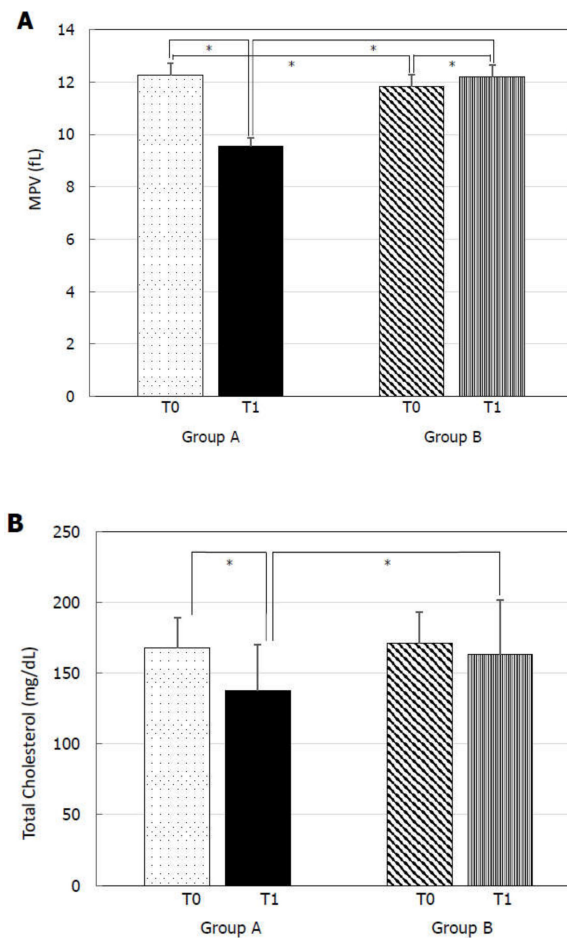 A
14
12
10
8
6
4
2
0
MPV (fL)
* *
* *
T0 T1 T0 T1
Group A Group B
B
250
200
150
100
50
0
Total Cholesterol (mg/dL)
* *
T0 T1 T0 T1
Group A Group B